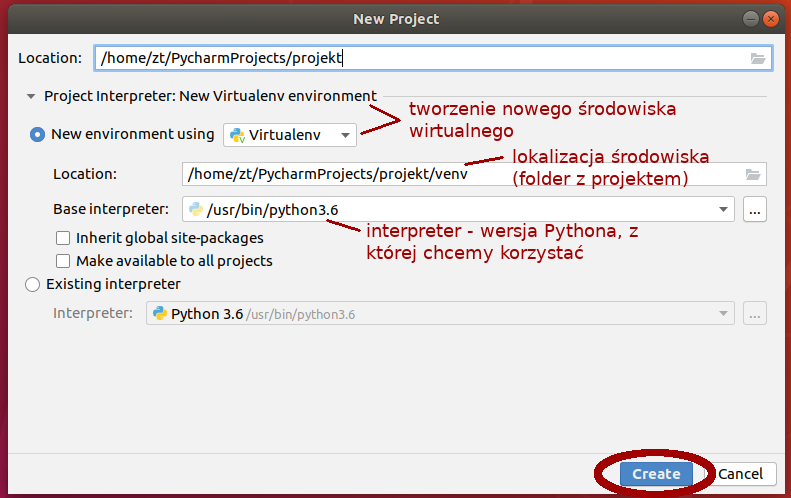 New Project
Location: /home/zt/PycharmProjects/projekt
Project Interpreter: New Virtualenv environment
tworzenie nowego środowiska
wirtualnego
New environment using Virtualenv
lokalizacja środowiska
(folder z projektem)
Location: /home/zt/PycharmProjects/projekt/venv
Base interpreter: /usr/bin/python3.6 ...
interpreter - wersja Pythona, z
której chcemy korzystać
Inherit global site-packages
Make available to all projects
Existing interpreter
Interpreter: Python 3.6 /usr/bin/python3.6 ...
Create Cancel